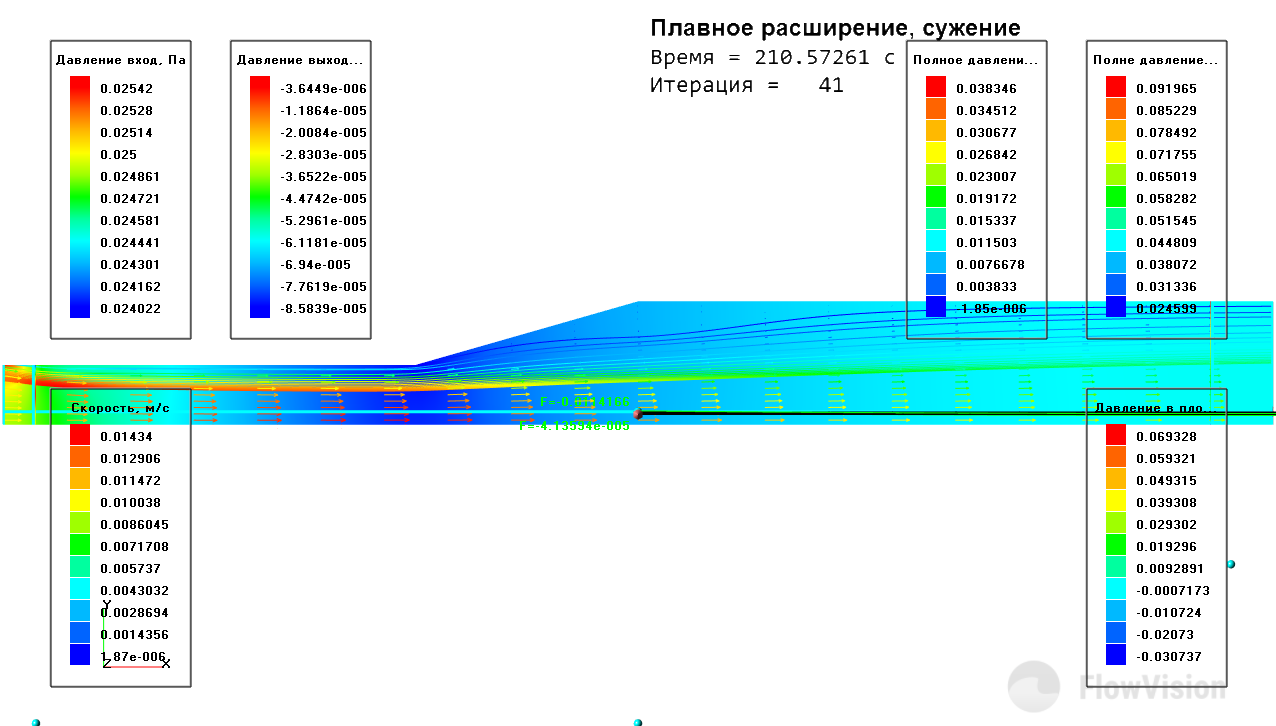 Плавное расширение, сужение
Время = 210.57261 с
Итерация = 41
Давление вход, Па
0.02542
0.02528
0.02514
0.025
0.024861
0.024721
0.024581
0.024441
0.024301
0.024162
0.024022
Давление выход...
-3.6449e-006
-1.1864e-005
-2.0084e-005
-2.8303e-005
-3.6522e-005
-4.4742e-005
-5.2961e-005
-6.1181e-005
-6.94e-005
-7.7619e-005
-8.5839e-005
Полное давлени...
0.038346
0.034512
0.030677
0.026842
0.023007
0.019172
0.015337
0.011503
0.0076678
0.003833
-1.85e-006
Полне давление...
0.091965
0.085229
0.078492
0.071755
0.065019
0.058282
0.051545
0.044809
0.038072
0.031336
0.024599
F=-4.13554e-005
Скорость, м/с
0.01434
0.012906
0.011472
0.010038
0.0086045
0.0071708
0.005737
0.0043032
0.0028694
0.0014356
1.87e-006
Y
Z
X
Давление в пло...
0.069328
0.059321
0.049315
0.039308
0.029302
0.019296
0.0092891
-0.0007173
-0.010724
-0.02073
-0.030737
FlowVision